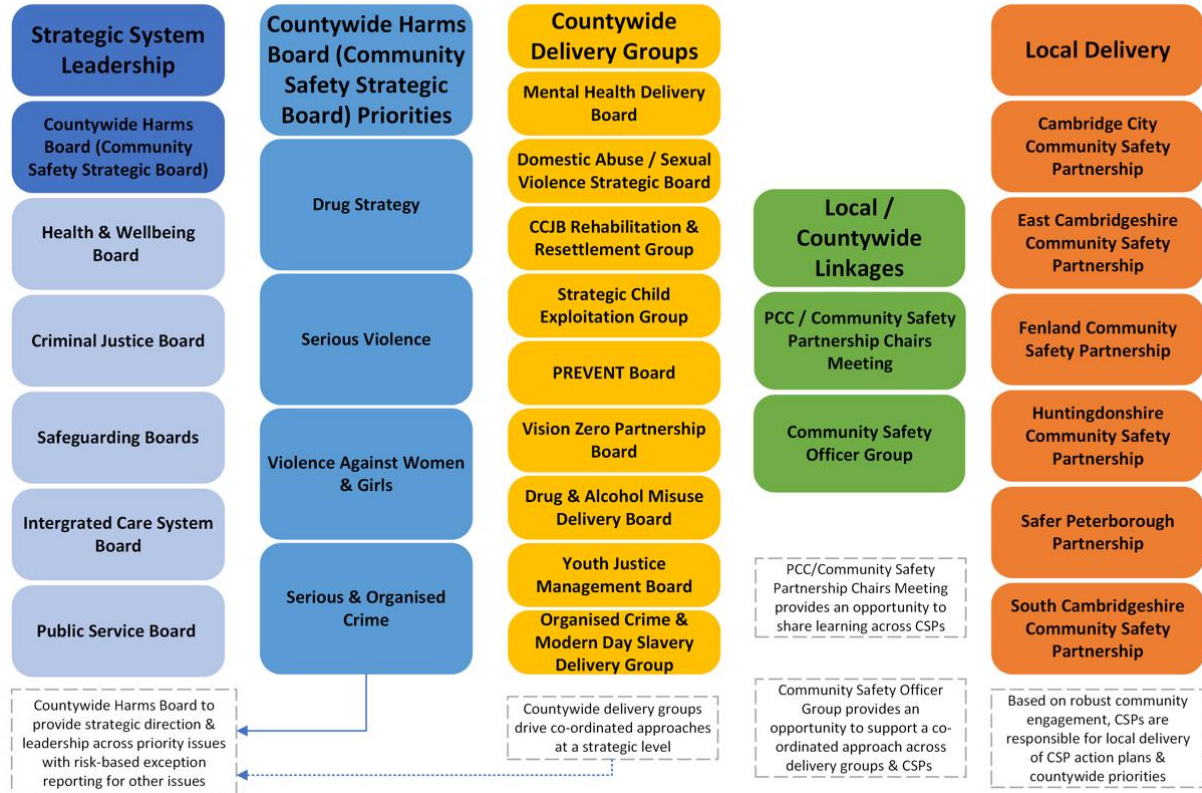 Strategic System
Leadership
Countywide Harms
Board (Community
Safety Strategic Board)
Health & Wellbeing
Board
Criminal Justice Board
Safeguarding Boards
Intergrated Care System
Board
Public Service Board
Countywide Harms Board to
provide strategic direction &
leadership across priority issues
with risk-based exception
reporting for other issues
Countywide Harms
Board (Community
Safety Strategic
Board) Priorities
Drug Strategy
Serious Violence
Violence Against Women
& Girls
Serious & Organised
Crime
Countywide
Delivery Groups
Mental Health Delivery
Board
Domestic Abuse / Sexual
Violence Strategic Board
CCJB Rehabilitation &
Resettlement Group
Strategic Child
Exploitation Group
PREVENT Board
Vision Zero Partnership
Board
Drug & Alcohol Misuse
Delivery Board
Youth Justice
Management Board
Organised Crime &
Modern Day Slavery
Delivery Group
Countywide delivery groups
drive co-ordinated approaches
at a strategic level
Local /
Countywide
Linkages
PCC / Community Safety
Partnership Chairs
Meeting
Community Safety
Officer Group
PCC/Community Safety
Partnership Chairs Meeting
provides an opportunity to
share learning across CSPs
Community Safety Officer
Group provides an
opportunity to support a co-
ordinated approach across
delivery groups & CSPs
Local Delivery
Cambridge City
Community Safety
Partnership
East Cambridgeshire
Community Safety
Partnership
Fenland Community
Safety Partnership
Huntingdonshire
Community Safety
Partnership
Safer Peterborough
Partnership
South Cambridgeshire
Community Safety
Partnership
Based on robust community
engagement, CSPs are
responsible for local delivery
of CSP action plans &
countywide priorities